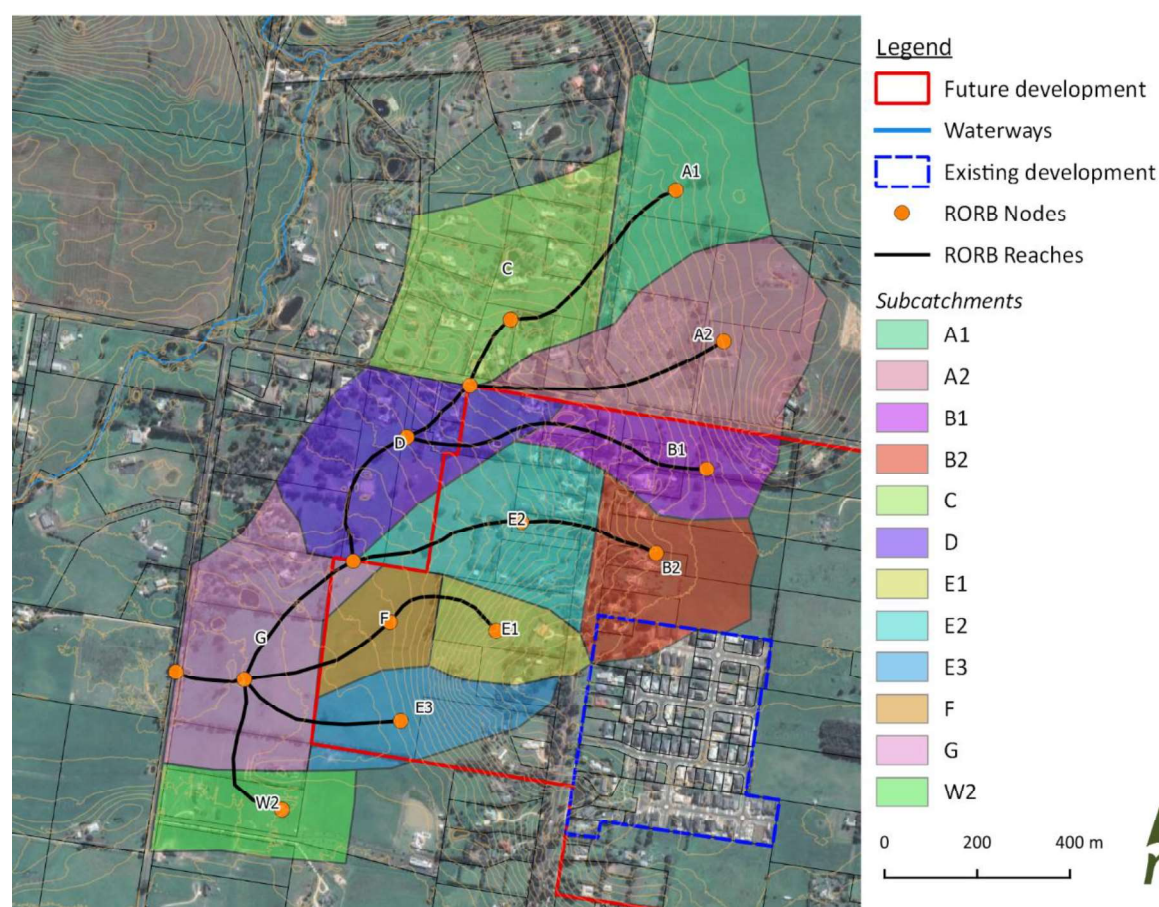 Legend
Future development
Waterways
Existing development
RORB Nodes
RORB Reaches
Subcatchments
A1
A2
B1
B2
C
D
E1
E2
E3
F
G
W2
0 200 400 m
A1
C
A2
D
B1
E2
B2
F
E1
G
E3
W2